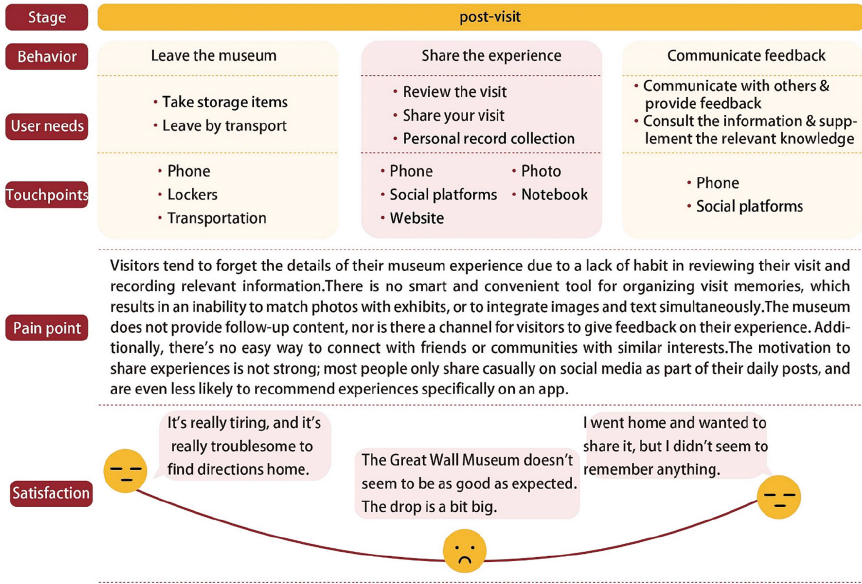 Stage
post-visit
Behavior
Leave the museum
Share the experience
Communicate feedback
User needs
• Take storage items
• Leave by transport
• Review the visit
• Share your visit
• Personal record collection
• Communicate with others &
provide feedback
• Consult the information & supp-
lement the relevant knowledge
Touchpoints
• Phone
• Lockers
• Transportation
• Phone
• Social platforms
• Website
• Photo
• Notebook
• Phone
• Social platforms
Pain point
Visitors tend to forget the details of their museum experience due to a lack of habit in reviewing their visit and
recording relevant information.There is no smart and convenient tool for organizing visit memories, which
results in an inability to match photos with exhibits, or to integrate images and text simultaneously.The museum
does not provide follow-up content, nor is there a channel for visitors to give feedback on their experience. Addi-
tionally, there's no easy way to connect with friends or communities with similar interests.The motivation to
share experiences is not strong; most people only share casually on social media as part of their daily posts, and
are even less likely to recommend experiences specifically on an app.
Satisfaction
It's really tiring, and it's
really troublesome to
find directions home.
The Great Wall Museum doesn't
seem to be as good as expected.
The drop is a bit big.
I went home and wanted to
share it, but I didn't seem to
remember anything.